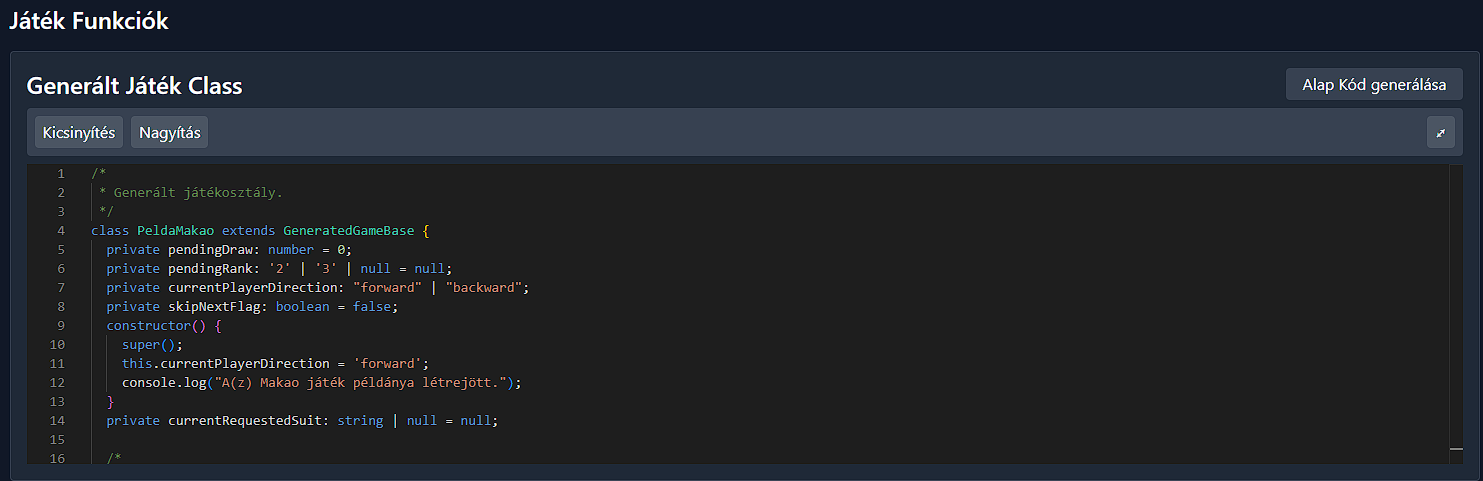 Játék Funkciók
Generált Játék Class
Alap Kód generálása
Kicsinyítés Nagyítás
1 /*
2 * Generált játékosztály.
3 */
4 class PeldaMakao extends GeneratedGameBase {
5 private pendingDraw: number = 0;
6 private pendingRank: '2' | '3' | null = null;
7 private currentPlayerDirection: "forward" | "backward";
8 private skipNextFlag: boolean = false;
9 constructor() {
10 super();
11 this.currentPlayerDirection = 'forward';
12 console.log("A(z) Makao játék példánya létrejött.");
13 }
14 private currentRequestedSuit: string | null = null;
15
16 /*